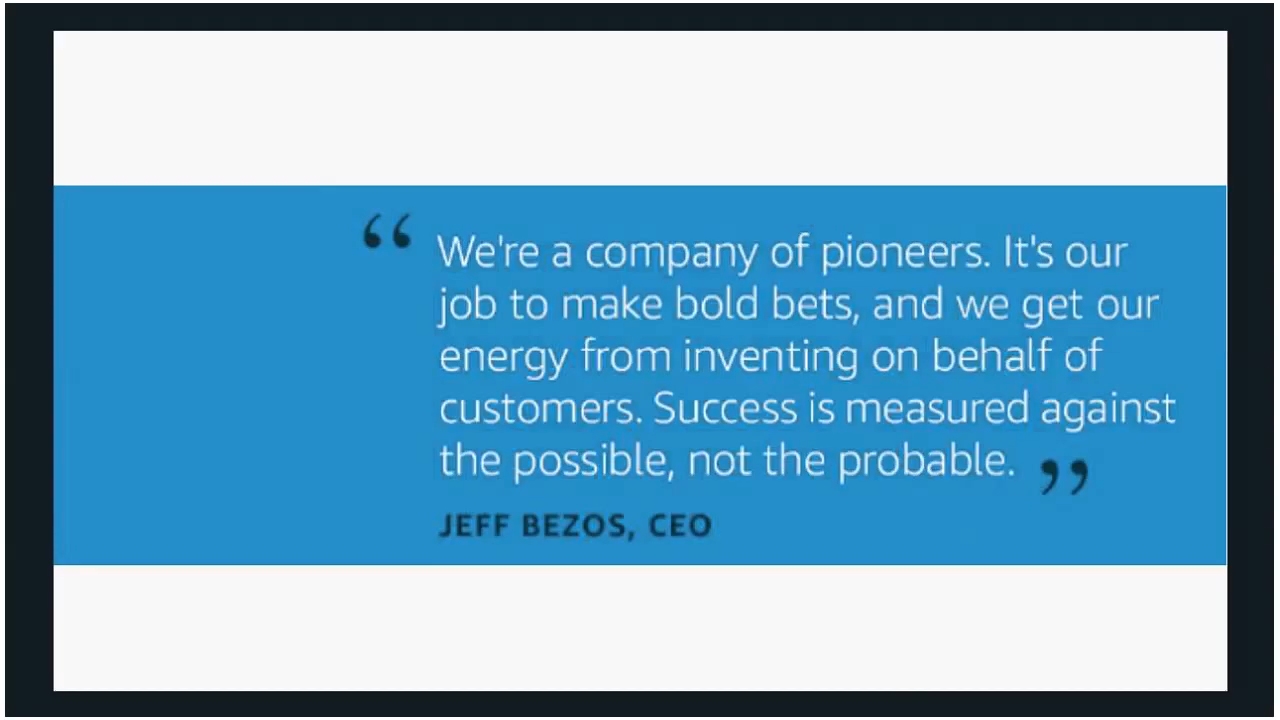 “ We're a company of pioneers. It's our
job to make bold bets, and we get our
energy from inventing on behalf of
customers. Success is measured against
the possible, not the probable. ”
JEFF BEZOS, CEO